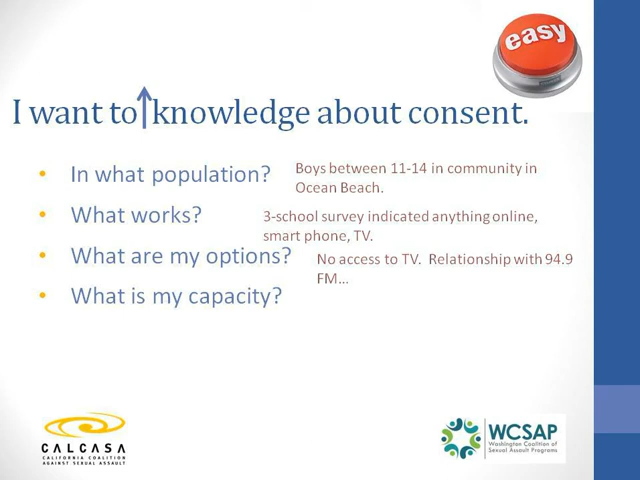 easy
I want to↑knowledge about consent.
• In what population?
Boys between 11-14 in community in
Ocean Beach.
• What works?
3-school survey indicated anything online,
smart phone, TV.
• What are my options?
No access to TV. Relationship with 94.9
FM…
• What is my capacity?
CALCASA
CALIFORNIA COALITION
AGAINST SEXUAL ASSAULT
WCSAP
Washington Coalition of
Sexual Assault Programs